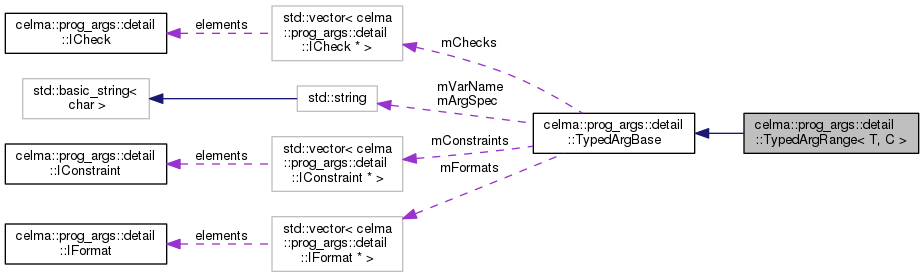 celma::prog_args::detail
::ICheck
elements
std::vector< celma
::prog_args::detail
::ICheck * >
mChecks
std::basic_string<
char >
std::string
mVarName
mArgSpec
celma::prog_args::detail
::TypedArgBase
celma::prog_args::detail
::TypedArgRange< T, C >
celma::prog_args::detail
::IConstraint
elements
std::vector< celma
::prog_args::detail
::IConstraint * >
mConstraints
mFormats
celma::prog_args::detail
::IFormat
elements
std::vector< celma
::prog_args::detail
::IFormat * >